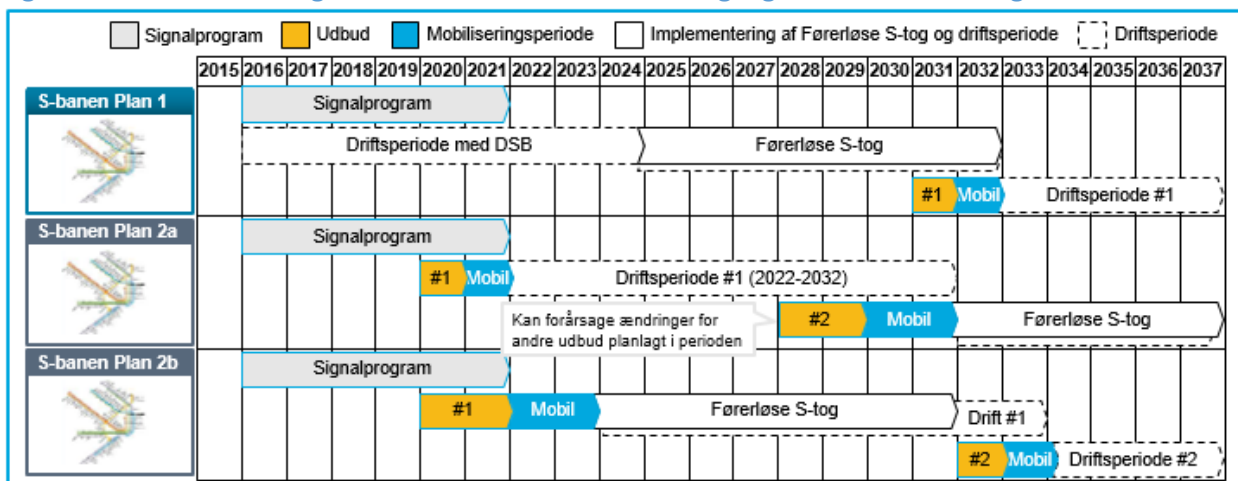 Signalprogram Udbud Mobiliseringsperiode Implementering af Førerløse S-tog og driftsperiode Driftsperiode
2015 2016 2017 2018 2019 2020 2021 2022 2023 2024 2025 2026 2027 2028 2029 2030 2031 2032 2033 2034 2035 2036 2037
S-banen Plan 1
Signalprogram
Driftsperiode med DSB Førerløse S-tog
#1 Mobil Driftsperiode #1
S-banen Plan 2a
Signalprogram
#1 Mobil Driftsperiode #1 (2022-2032)
Kan forårsage ændringer for
andre udbud planlagt i perioden
#2 Mobil Førerløse S-tog
S-banen Plan 2b
Signalprogram
#1 Mobil Førerløse S-tog Drift #1
#2 Mobil Driftsperiode #2